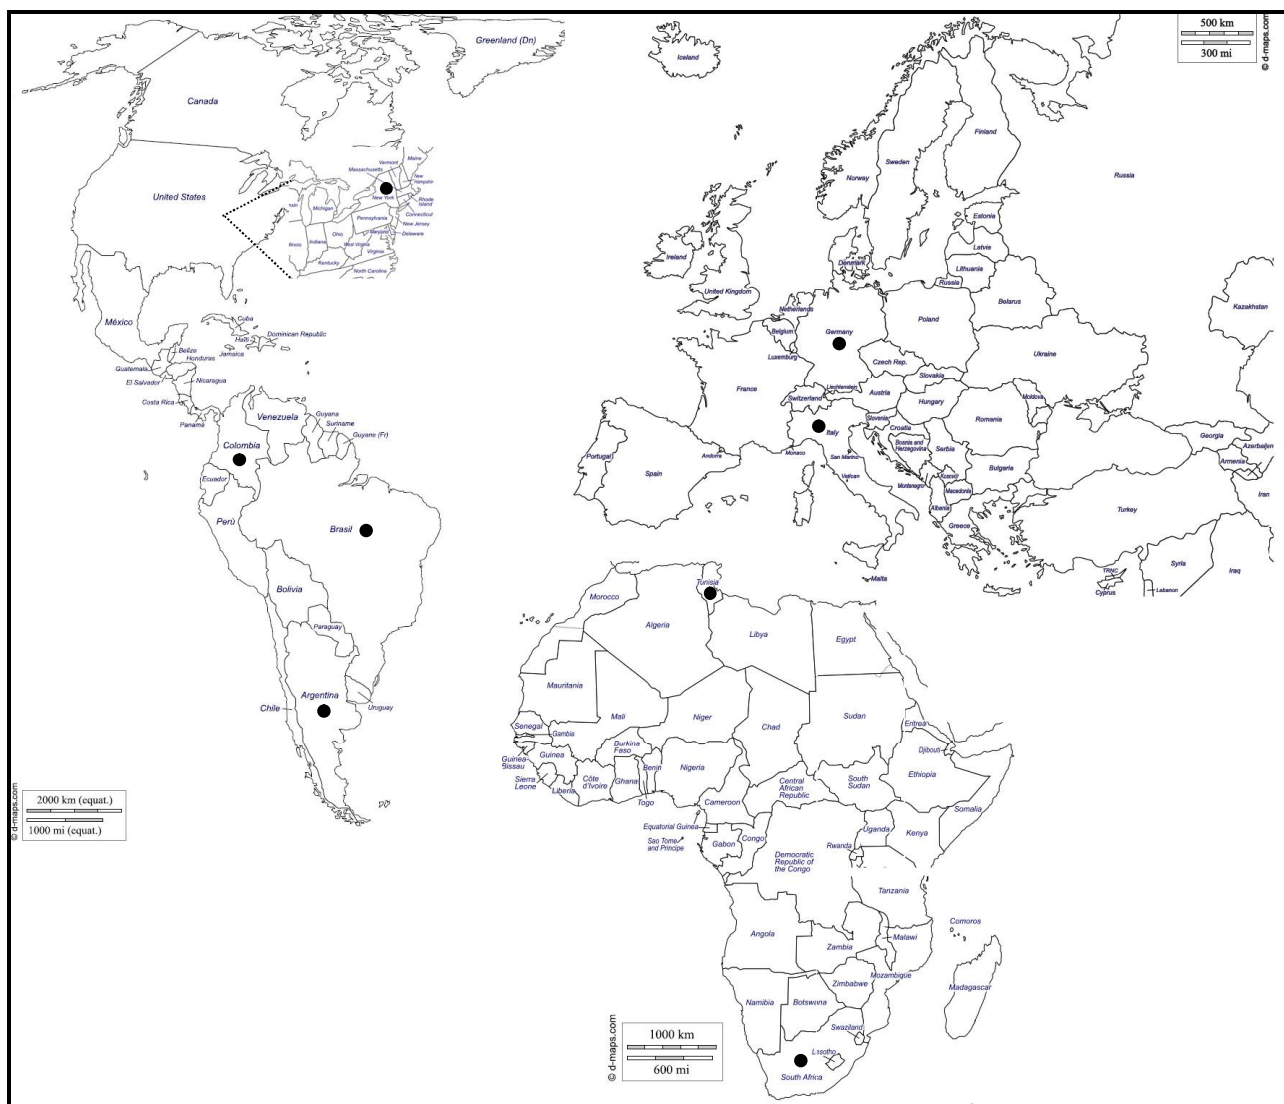 Greenland (Dn)
Canada
United States
Vermont
Maine
Massachusetts
New
Hampshire
New York
Rhode
Island
Michigan
Connecticut
Pennsylvania
New Jersey
Ohio
Maryland
Delaware
Illinois
Indiana
West Virginia
Virginia
Kentucky
North Carolina
México
Cuba
Haiti
Dominican Republic
Jamaica
Belize
Honduras
Guatemala
El Salvador
Nicaragua
Costa Rica
Panamá
Venezuela
Guyana
Suriname
Guyane (Fr)
Colombia
Ecuador
Perù
Brasil
Bolivia
Paraguay
Argentina
Chile
Uruguay
2000 km (equat.)
1000 mi (equat.)
© d-maps.com
500 km
300 mi
© d-maps.com
Iceland
Finland
Sweden
Norway
Russia
Estonia
Latvia
Lithuania
Russia
Denmark
Ireland
United Kingdom
Netherlands
Belgium
Luxemburg
Germany
Poland
Belarus
Kazakhstan
Ukraine
Czech Rep.
Slovakia
France
Switzerland
Liechtenstein
Austria
Hungary
Moldova
Romania
Slovenia
Croatia
Italy
Bosnia and
Herzegovina
Serbia
Monaco
San Marino
Andorra
Portugal
Spain
Vatican
Montenegro
Kosovo
Macedonia
Bulgaria
Albania
Greece
Turkey
Georgia
Azerbaijan
Armenia
Iran
Syria
Iraq
TRNC
Cyprus
Lebanon
Malta
Tunisia
Morocco
Algeria
Libya
Egypt
Mauritania
Mali
Niger
Chad
Sudan
Eritrea
Senegal
Gambia
Guinea
Bissau
Guinea
Burkina
Faso
Benin
Nigeria
Djibouti
Ethiopia
Sierra
Leone
Liberia
Côte
d'Ivoire
Ghana
Togo
Central
African
Republic
South
Sudan
Cameroon
Somalia
Equatorial Guinea
Sao Tome
and Principe
Gabon
Congo
Uganda
Kenya
Rwanda
Democratic
Republic of
the Congo
Tanzania
Comoros
Angola
Zambia
Malawi
Mozambique
Zimbabwe
Madagascar
Namibia
Botswana
Swaziland
Lesotho
South Africa
1000 km
600 mi
© d-maps.com